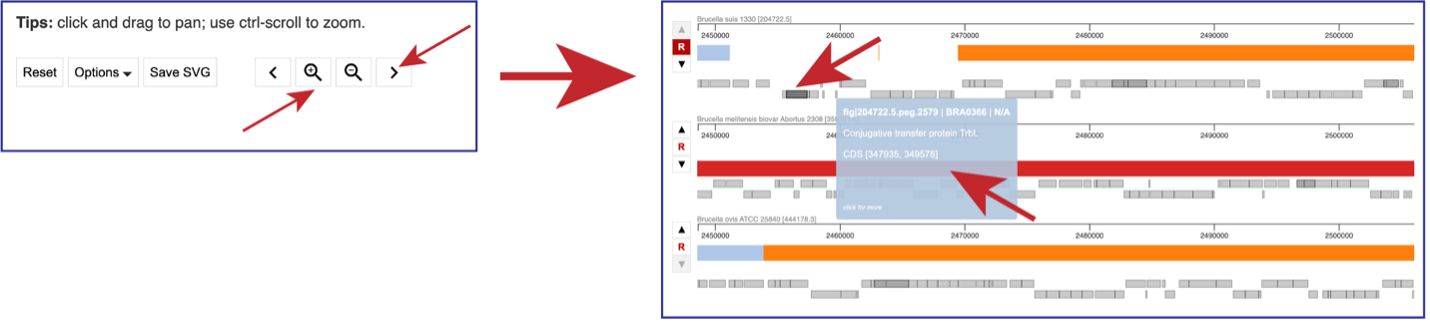 Tips: click and drag to pan; use ctrl-scroll to zoom.
Reset Options Save SVG
Brucella suis 1330 [204722.5]
2450000 2460000 2470000 2480000 2490000 2500000
R
fig|204722.5.peg.2579 | BRA0366 | N/A
Brucella melitensis biovar Abortus 2308
2450000 2480000 2490000 2500000
Conjugative transfer protein TrbL
R
CDS [347935, 349578]
click for more
Brucella ovis ATCC 25840 [444178.3]
2450000 2460000 2470000 2480000 2490000 2500000
R